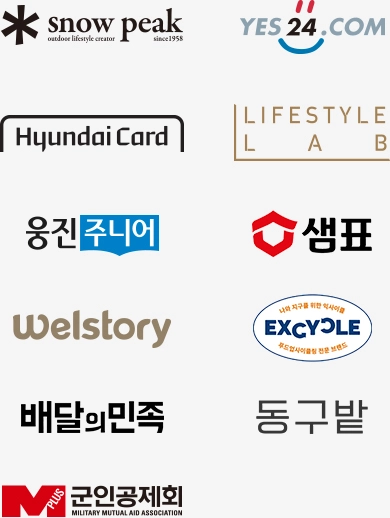 snow peak
outdoor lifestyle creator since1958
YES24.COM
Hyundai Card
LIFESTYLE
LAB
웅진주니어
샘표
welstory
나와 지구를 위한 익사이클
EXCYCLE
푸드업사이클링 전문 브랜드
배달의민족
동구밭
M PLUS 군인공제회
MILITARY MUTUAL AID ASSOCIATION